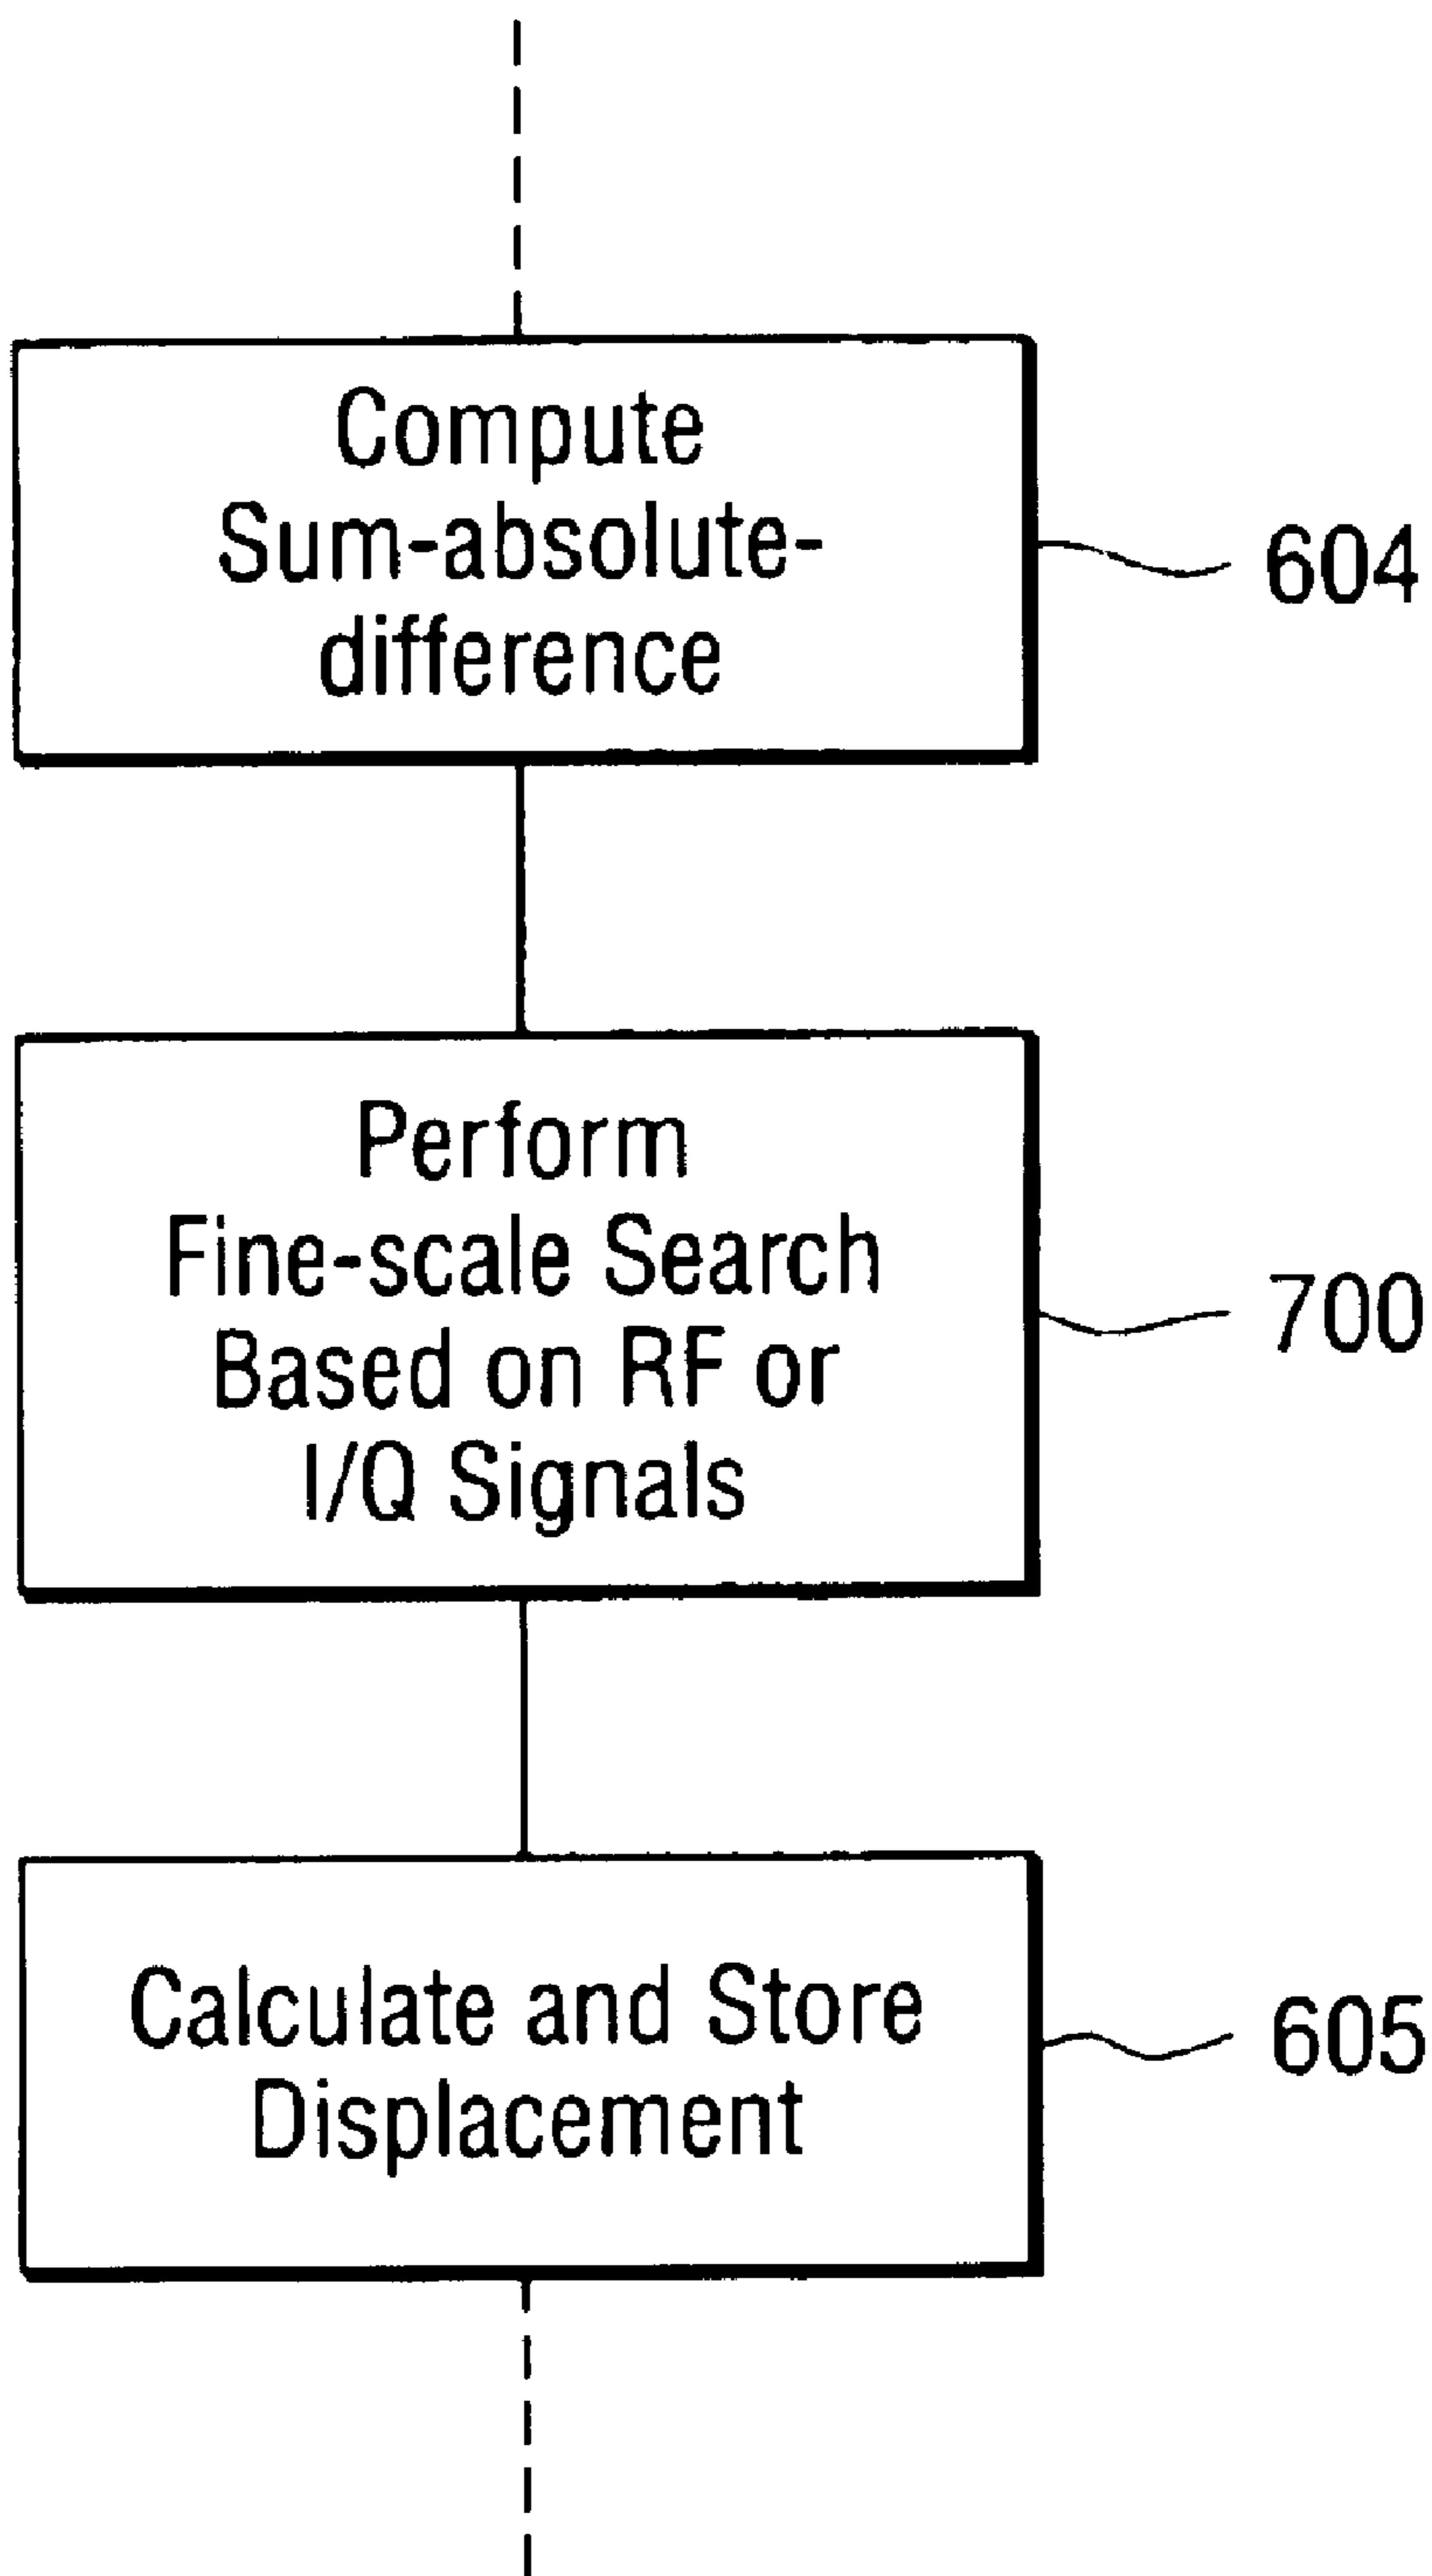 Compute
Sum-absolute-
difference
604
Perform
Fine-scale Search
Based on RF or
I/Q Signals
700
Calculate and Store
Displacement
605